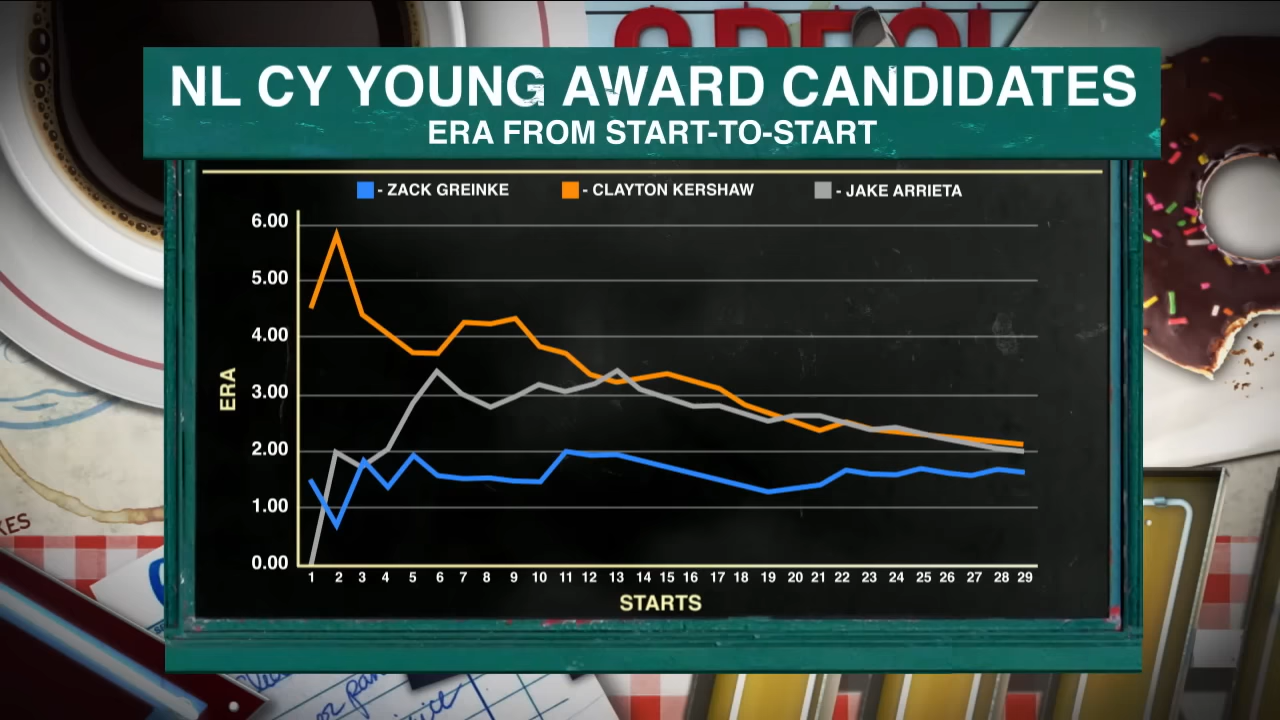 NL CY YOUNG AWARD CANDIDATES
ERA FROM START-TO-START
- ZACK GREINKE - CLAYTON KERSHAW - JAKE ARRIETA
6.00
5.00
4.00
3.00
2.00
1.00
0.00
ERA
1 2 3 4 5 6 7 8 9 10 11 12 13 14 15 16 17 18 19 20 21 22 23 24 25 26 27 28 29
STARTS